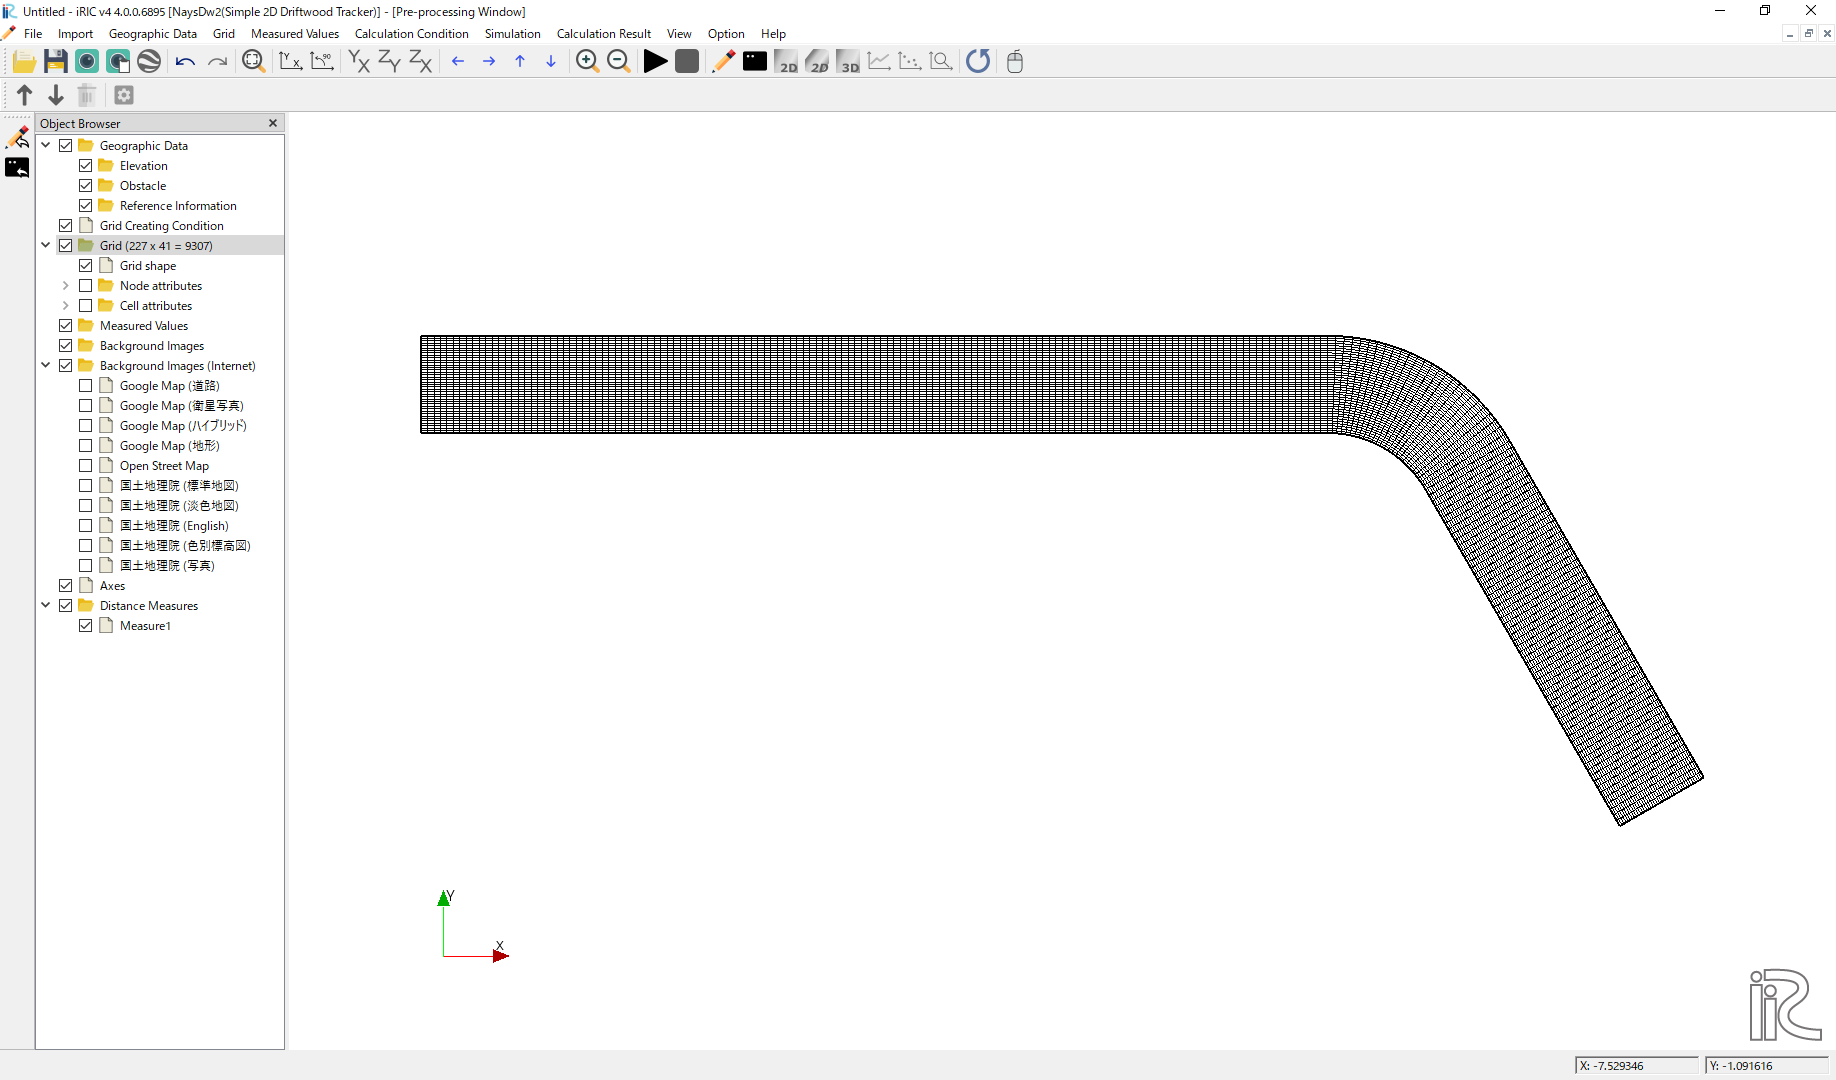 Untitled - iRIC v4 4.0.0.6895 [NaysDw2(Simple 2D Driftwood Tracker)] - [Pre-processing Window]
File Import Geographic Data Grid Measured Values Calculation Condition Simulation Calculation Result View Option Help
Object Browser
Geographic Data
Elevation
Obstacle
Reference Information
Grid Creating Condition
Grid (227 x 41 = 9307)
Grid shape
Node attributes
Cell attributes
Measured Values
Background Images
Background Images (Internet)
Google Map (道路)
Google Map (衛星写真)
Google Map (ハイブリッド)
Google Map (地形)
Open Street Map
国土地理院 (標準地図)
国土地理院 (淡色地図)
国土地理院 (English)
国土地理院 (色別標高図)
国土地理院 (写真)
Axes
Distance Measures
Measure1
Y
X
iRIC
X: -7.529346
Y: -1.091616